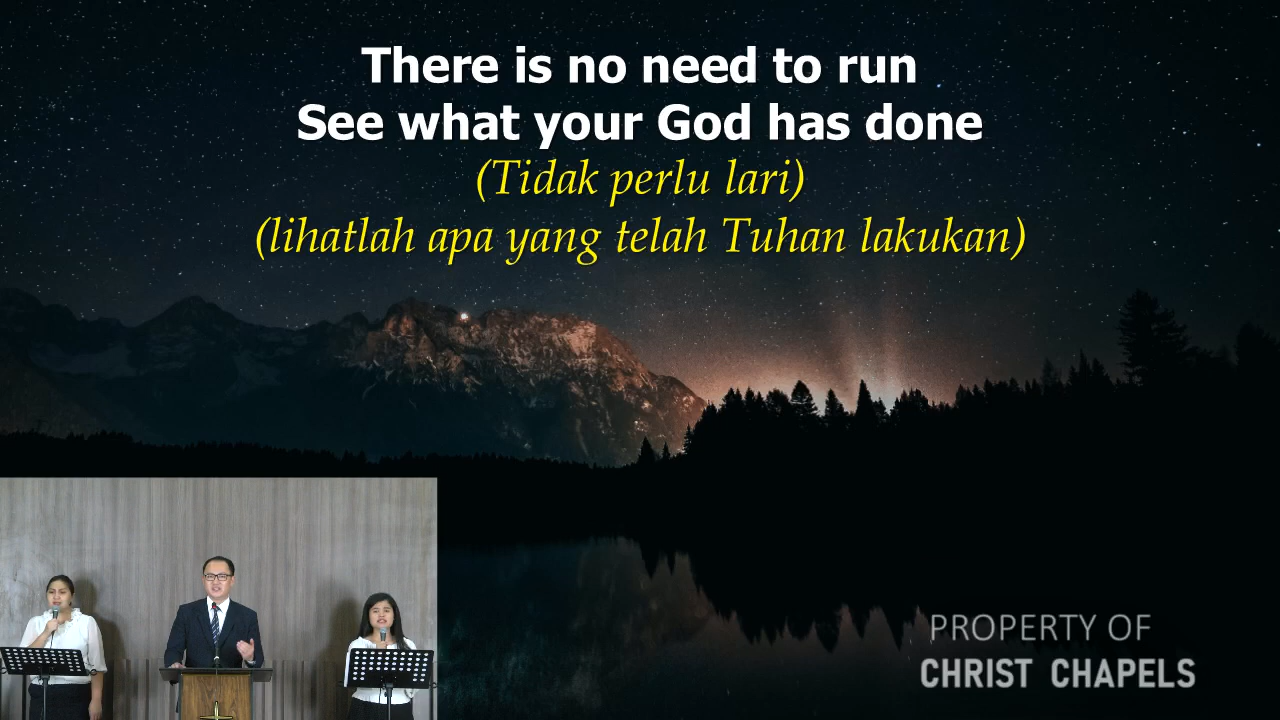 There is no need to run
See what your God has done
(Tidak perlu lari)
(lihatlah apa yang telah Tuhan lakukan)
PROPERTY OF
CHRIST CHAPELS